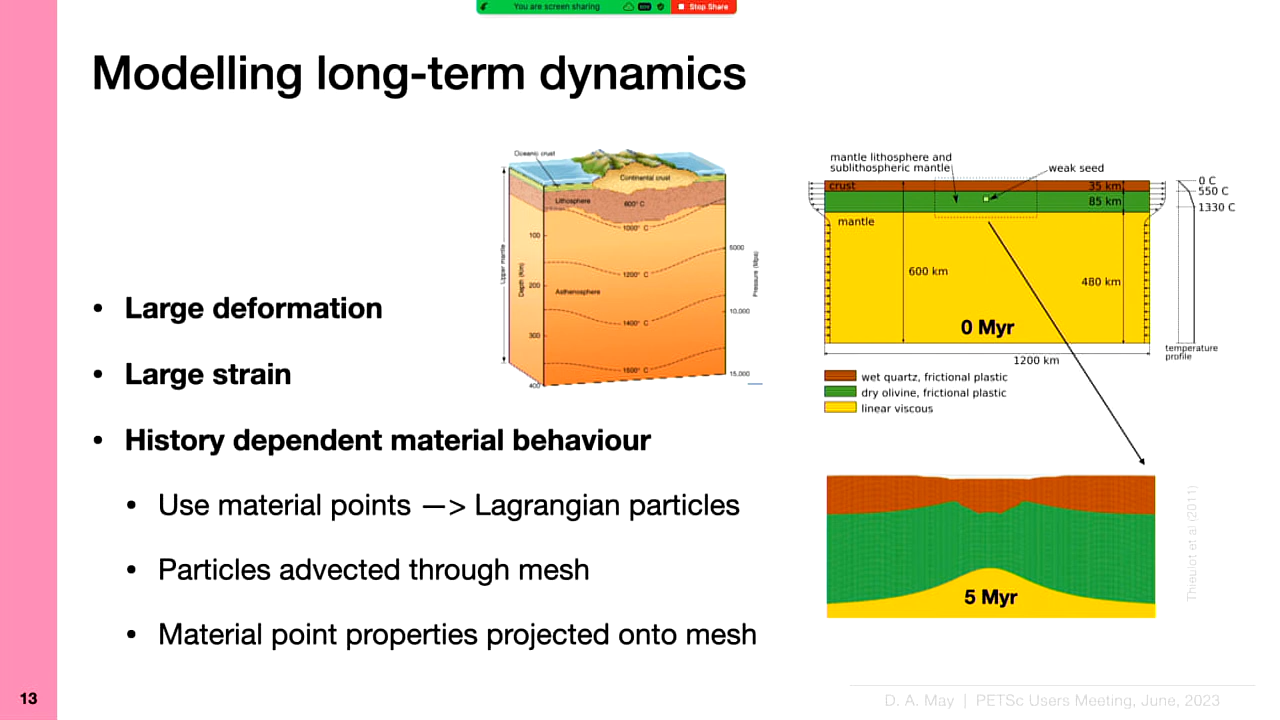 You are screen sharing
Stop Share
Modelling long-term dynamics
• Large deformation
• Large strain
• History dependent material behaviour
• Use material points —> Lagrangian particles
• Particles advected through mesh
• Material point properties projected onto mesh
Oceanic crust
Continental crust
Lithosphere
600° C
1000° C
100
5000
Upper mantle
Depth (Km)
Pressure (Mpa)
1200° C
200
Asthenosphere
10,000
1400° C
300
1500° C
15,000
400
mantle lithosphere and
sublithospheric mantle
weak seed
crust
35 km
85 km
mantle
600 km
480 km
0 Myr
1200 km
0 C
550 C
1330 C
temperature
profile
wet quartz, frictional plastic
dry olivine, frictional plastic
linear viscous
5 Myr
Thieulot et al (2011)
13
D. A. May | PETSc Users Meeting, June, 2023